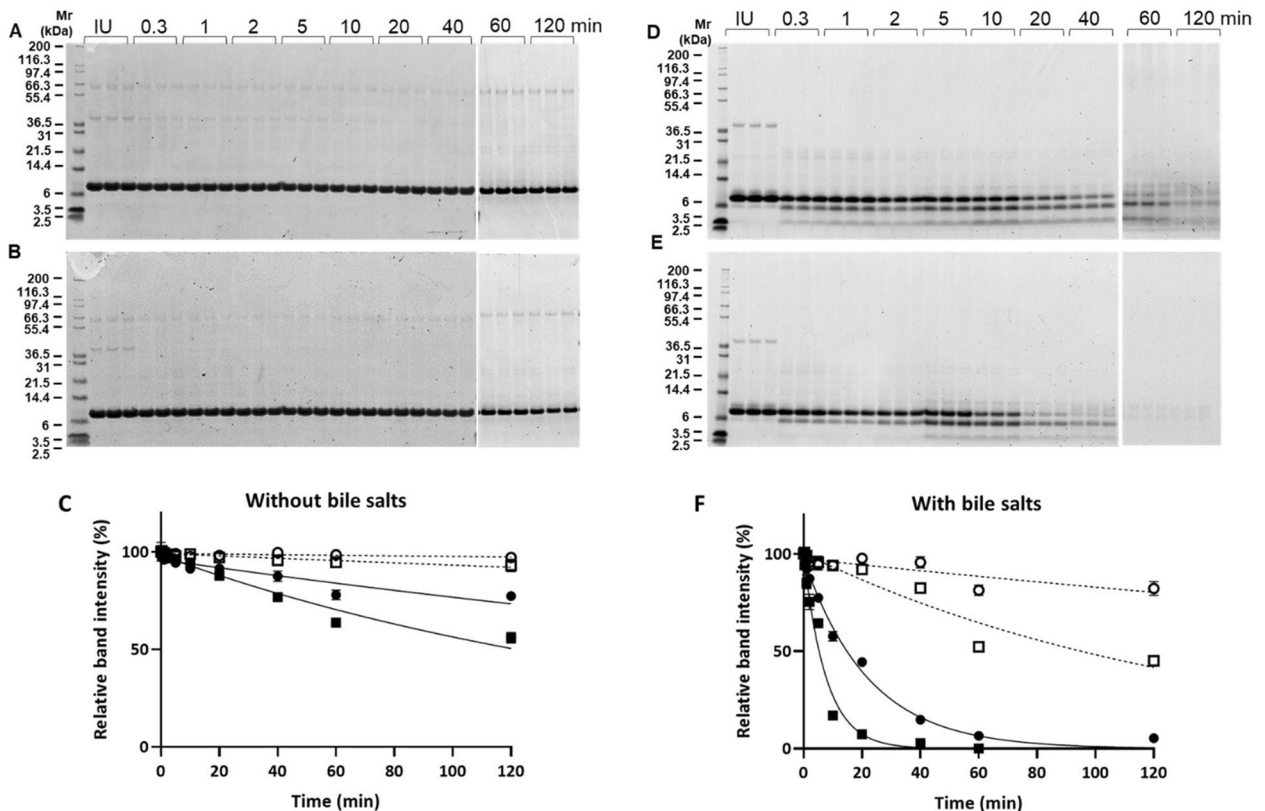 A
Mr
(kDa)
IU 0.3 1 2 5 10 20 40 60 120 min
200
116.3
97.4
66.3
55.4
36.5
31
21.5
14.4
6
3.5
2.5
B
200
116.3
97.4
66.3
55.4
36.5
31
21.5
14.4
6
3.5
2.5
D
Mr
(kDa)
IU 0.3 1 2 5 10 20 40 60 120 min
200
116.3
97.4
66.3
55.4
36.5
31
21.5
14.4
6
3.5
2.5
E
200
116.3
97.4
66.3
55.4
36.5
31
21.5
14.4
6
3.5
2.5
C
Without bile salts
Relative band intensity (%)
100
50
0
0 20 40 60 80 100 120
Time (min)
F
With bile salts
Relative band intensity (%)
100
50
0
0 20 40 60 80 100 120
Time (min)